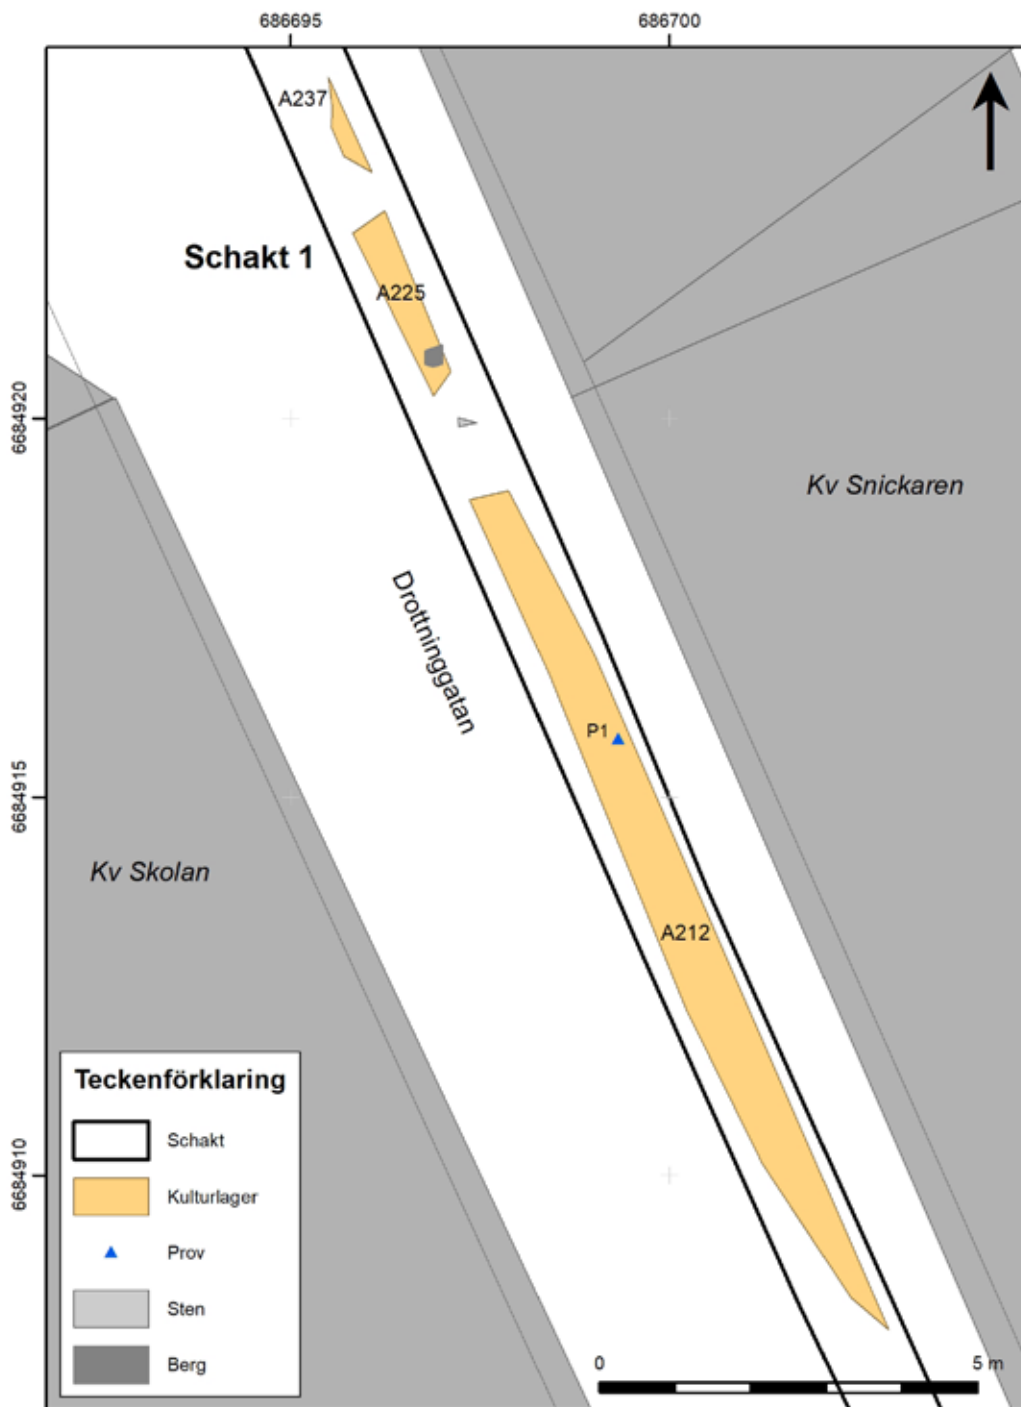 686695
686700
A237
Schakt 1
A225
6684920
Kv Snickaren
Drottninggatan
P1
6684915
Kv Skolan
A212
6684910
Teckenförklaring
Schakt
Kulturlager
Prov
Sten
Berg
0
5 m